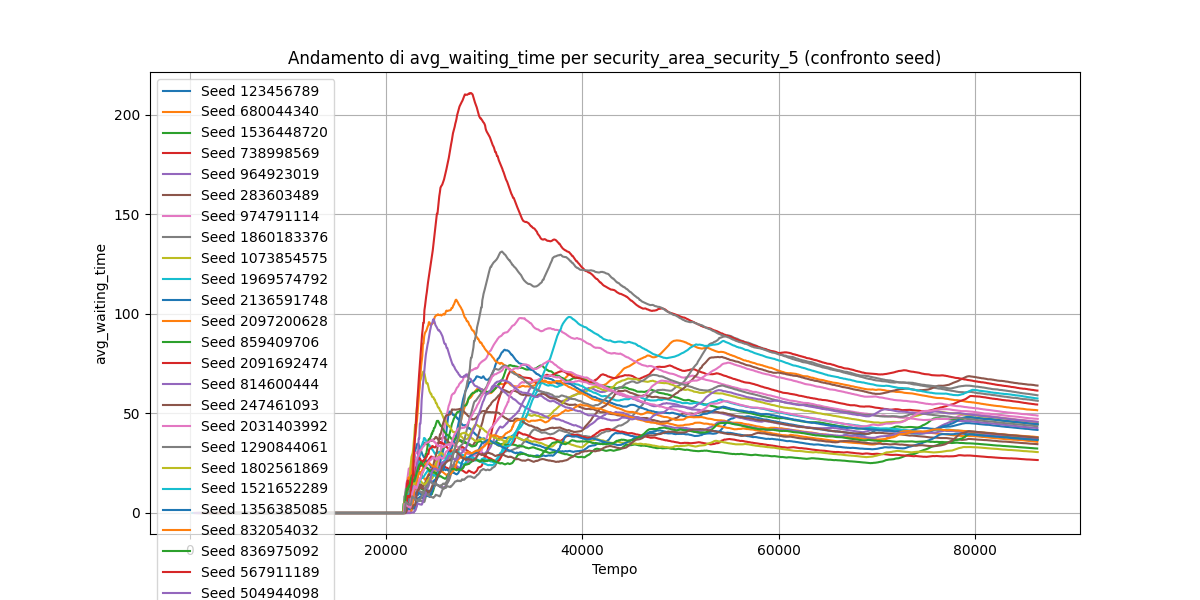 Andamento di avg_waiting_time per security_area_security_5 (confronto seed)
200
150
100
50
0
avg_waiting_time
Seed 123456789
Seed 680044340
Seed 1536448720
Seed 738998569
Seed 964923019
Seed 283603489
Seed 974791114
Seed 1860183376
Seed 1073854575
Seed 1969574792
Seed 2136591748
Seed 2097200628
Seed 859409706
Seed 2091692474
Seed 814600444
Seed 247461093
Seed 2031403992
Seed 1290844061
Seed 1802561869
Seed 1521652289
Seed 1356385085
Seed 832054032
Seed 836975092
Seed 567911189
Seed 504944098
0 20000 40000 60000 80000
Tempo